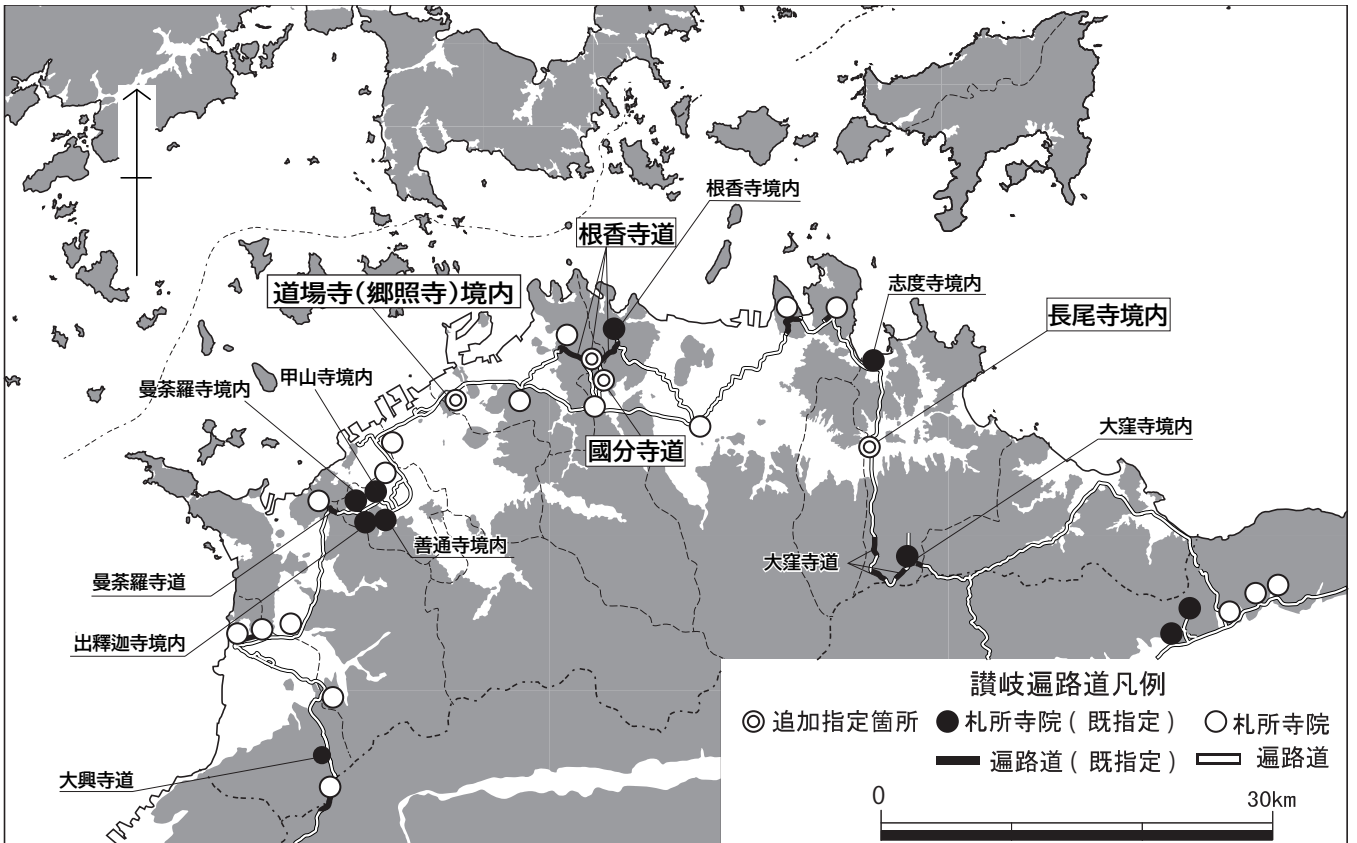 根香寺境内
根香寺道
道場寺(郷照寺)境内
志度寺境内
長尾寺境内
甲山寺境内
曼荼羅寺境内
大窪寺境内
國分寺道
善通寺境内
大窪寺道
曼荼羅寺道
出釋迦寺境内
大興寺道
讃岐遍路道凡例
◎追加指定箇所 ●札所寺院(既指定) ○札所寺院
遍路道(既指定) 遍路道
0 30km